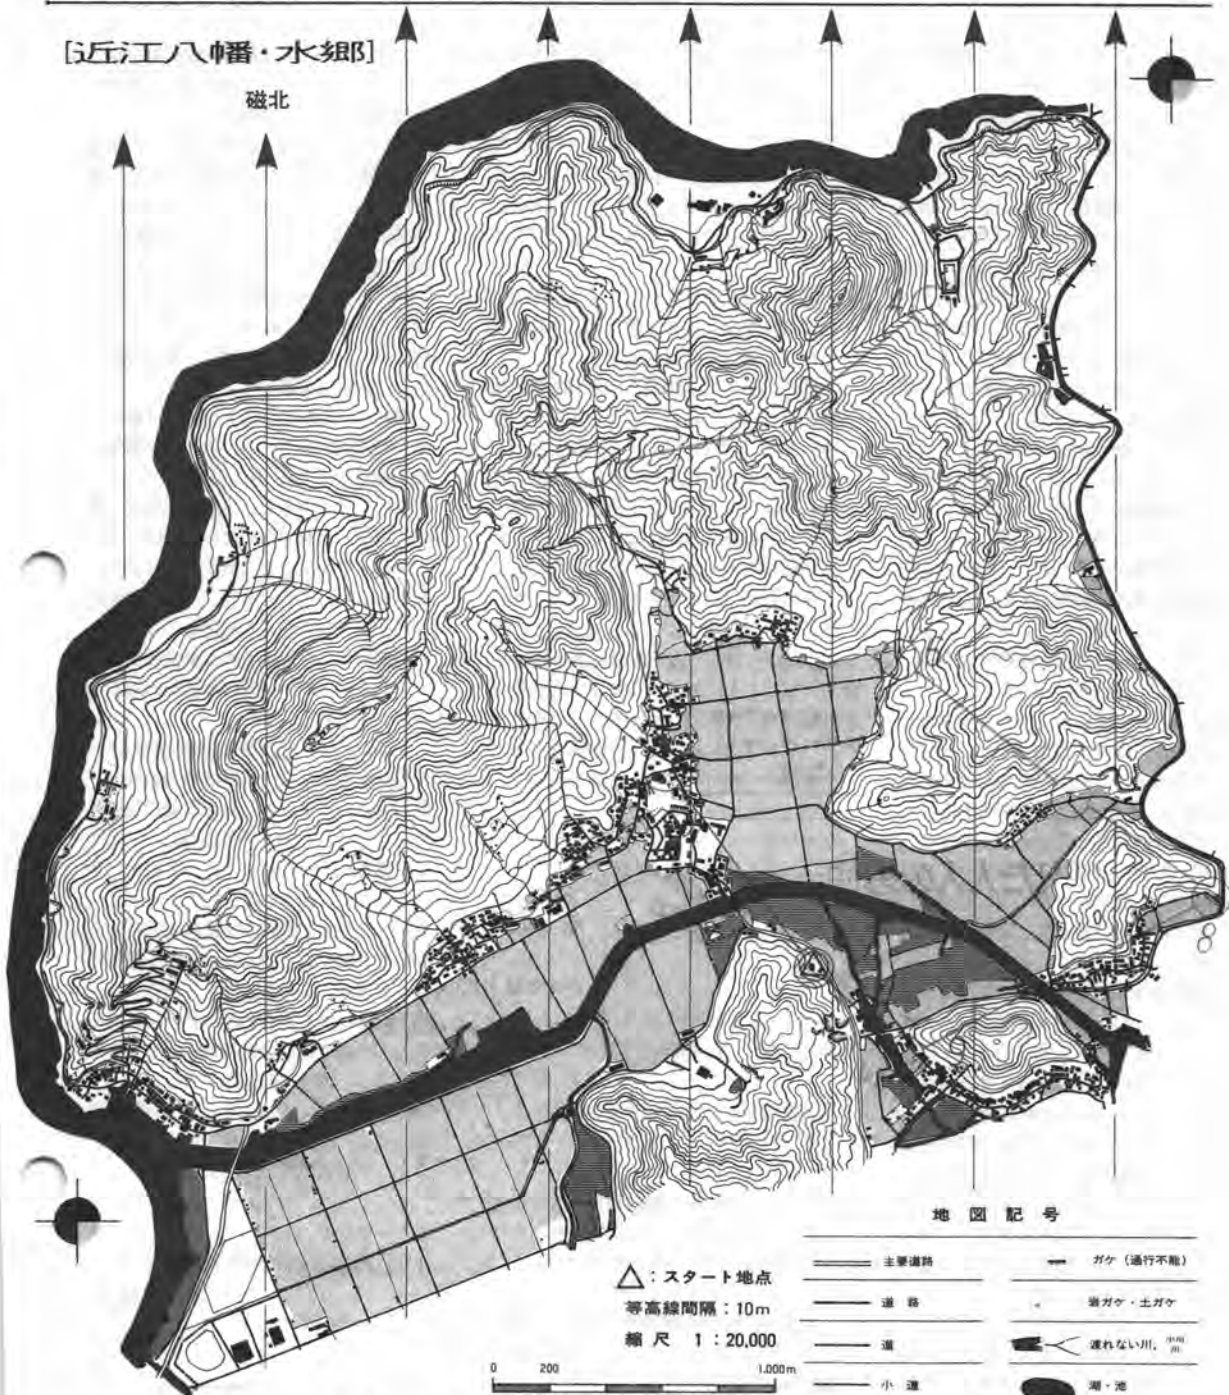 [近江八幡・水郷]
磁北
△：スタート地点
等高線間隔：10m
縮尺 1：20,000
0 200 1,000m
地図記号
主要道路
道路
道
小道
ガケ（通行不能）
岩ガケ・土ガケ
渡れない川、
湖・池